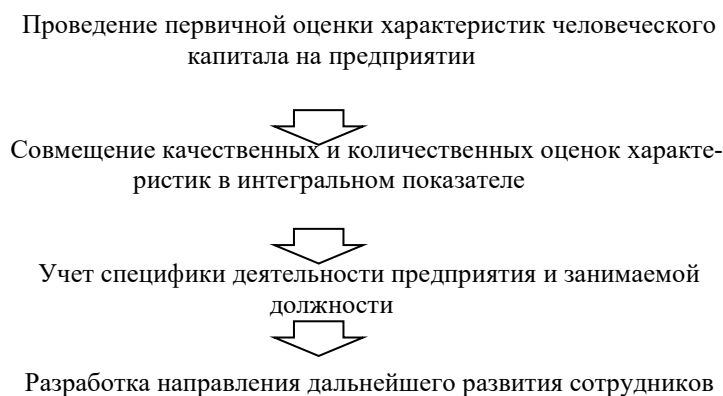 Проведение первичной оценки характеристик человеческого
капитала на предприятии
Совмещение качественных и количественных оценок характе-
ристик в интегральном показателе
Учет специфики деятельности предприятия и занимаемой
должности
Разработка направления дальнейшего развития сотрудников